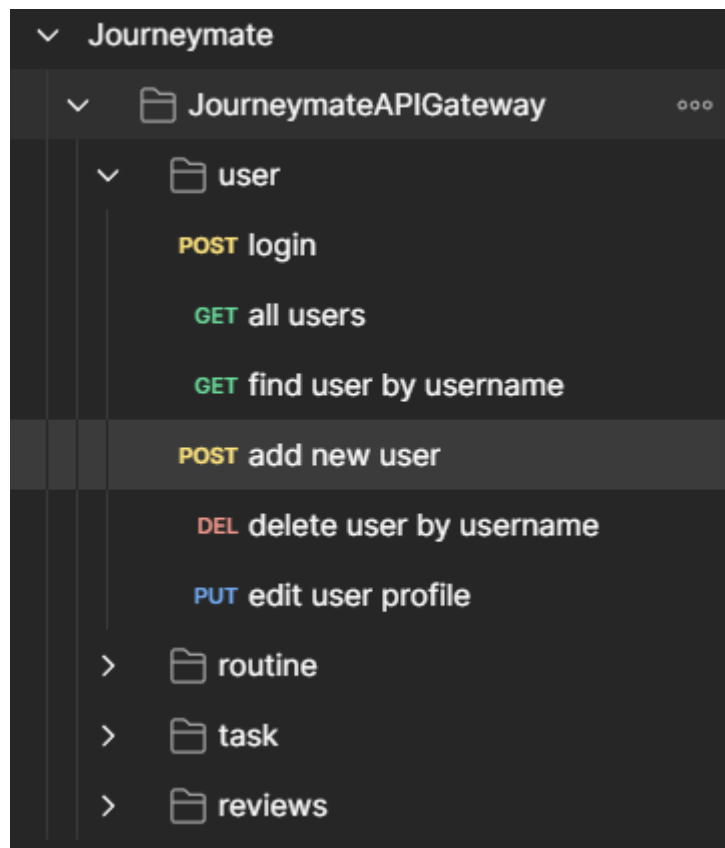 Journeymate
JourneymateAPIGateway
user
POST login
GET all users
GET find user by username
POST add new user
DEL delete user by username
PUT edit user profile
routine
task
reviews